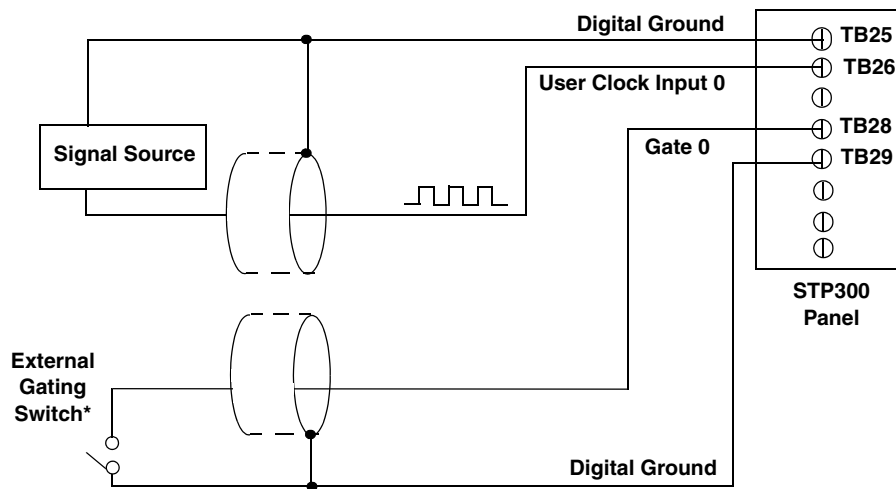 Digital Ground
TB25
User Clock Input 0
TB26
Signal Source
TB28
Gate 0
TB29
STP300
Panel
External
Gating
Switch*
Digital Ground